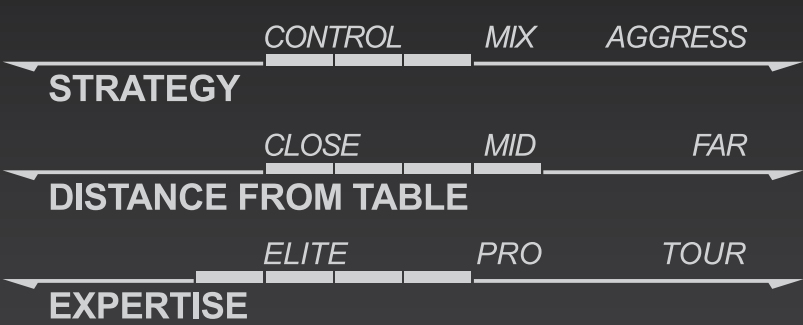 CONTROL MIX AGGRESS
STRATEGY
CLOSE MID FAR
DISTANCE FROM TABLE
ELITE PRO TOUR
EXPERTISE